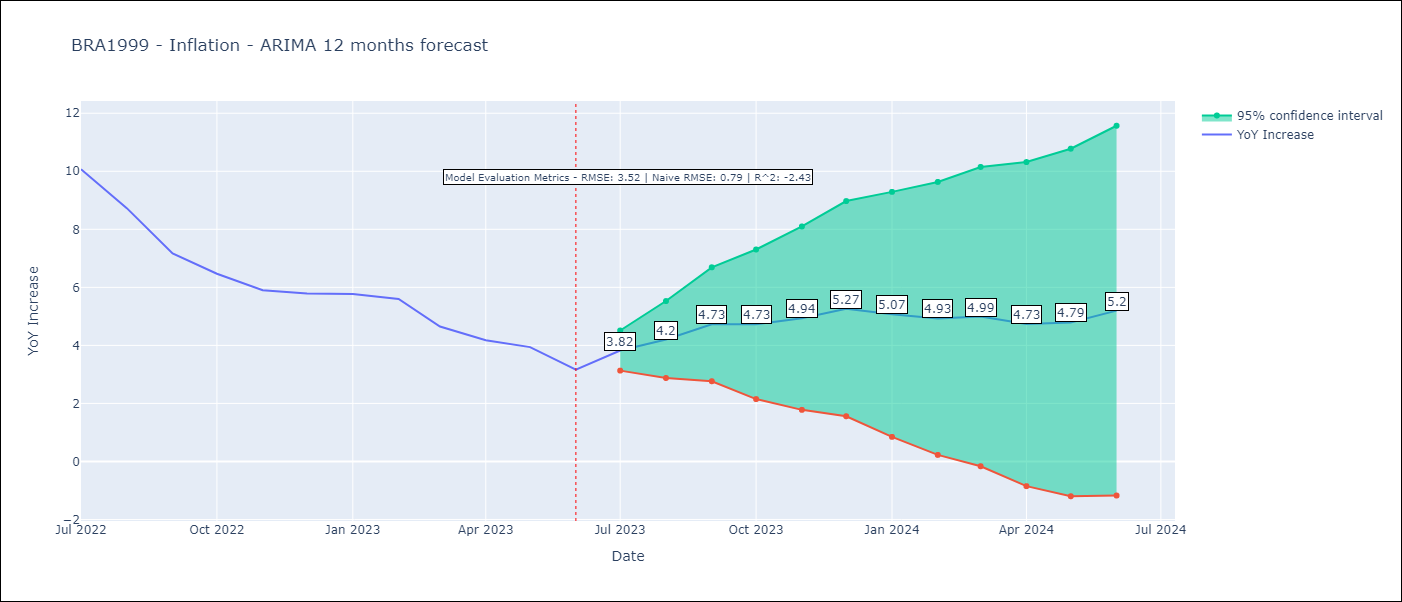 BRA1999 - Inflation - ARIMA 12 months forecast
12
10
8
6
4
2
0
−2
YoY Increase
Model Evaluation Metrics - RMSE: 3.52 | Naive RMSE: 0.79 | R^2: -2.43
3.82
4.2
4.73
4.73
4.94
5.27
5.07
4.93
4.99
4.73
4.79
5.2
Jul 2022
Oct 2022
Jan 2023
Apr 2023
Jul 2023
Oct 2023
Jan 2024
Apr 2024
Jul 2024
Date
95% confidence interval
YoY Increase